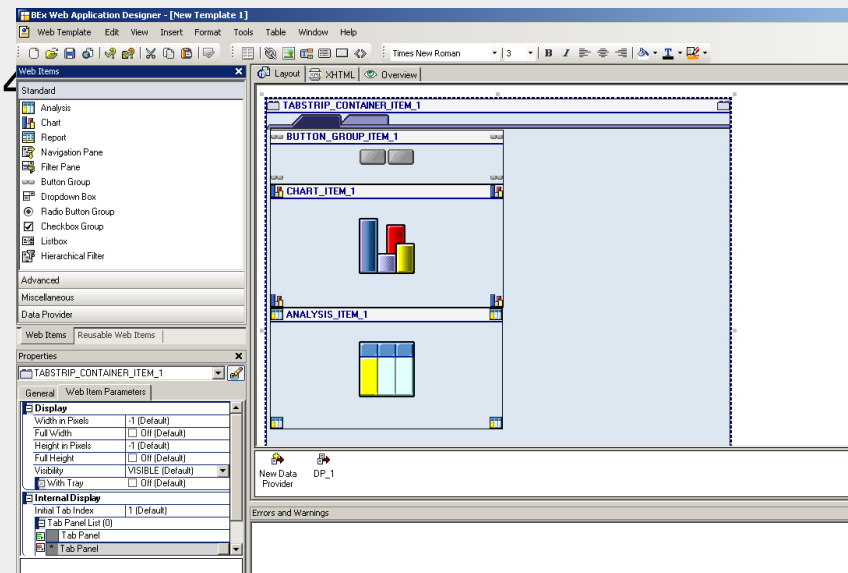 BEx Web Application Designer - [New Template 1]
Web Template Edit View Insert Format Tools Table Window Help
Times New Roman 3 B I T
4
Web Items x
Standard
Analysis
Chart
Report
Navigation Pane
Filter Pane
Button Group
Dropdown Box
Radio Button Group
Checkbox Group
Listbox
Hierarchical Filter
Advanced
Miscellaneous
Data Provider
Web Items Reusable Web Items
Properties x
TABSTRIP_CONTAINER_ITEM_1
General Web Item Parameters
Display
Width in Pixels -1 (Default)
Full Width Off (Default)
Height in Pixels -1 (Default)
Full Height Off (Default)
Visibility VISIBLE (Default)
With Tray Off (Default)
Internal Display
Initial Tab Index 1 (Default)
Tab Panel List (0)
Tab Panel
* Tab Panel
Layout XHTML Overview
TABSTRIP_CONTAINER_ITEM_1
BUTTON_GROUP_ITEM_1
CHART_ITEM_1
ANALYSIS_ITEM_1
New Data Provider
DP_1
Errors and Warnings